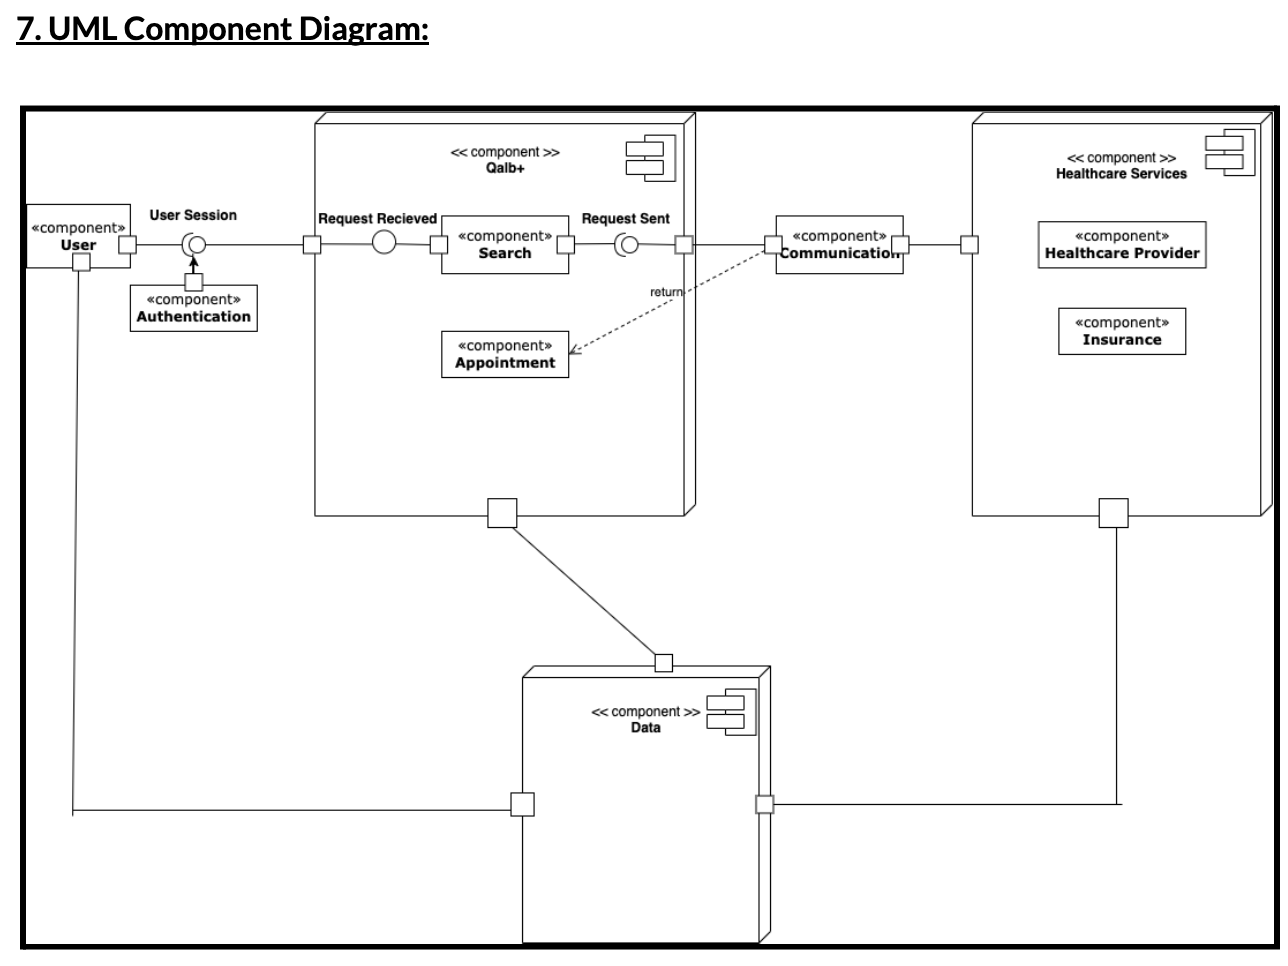 7. UML Component Diagram:
<< component >>
Qalb+
<< component >>
Healthcare Services
«component»
User
User Session
Request Recieved
«component»
Search
Request Sent
«component»
Communication
«component»
Healthcare Provider
«component»
Authentication
return
«component»
Appointment
«component»
Insurance
<< component >>
Data